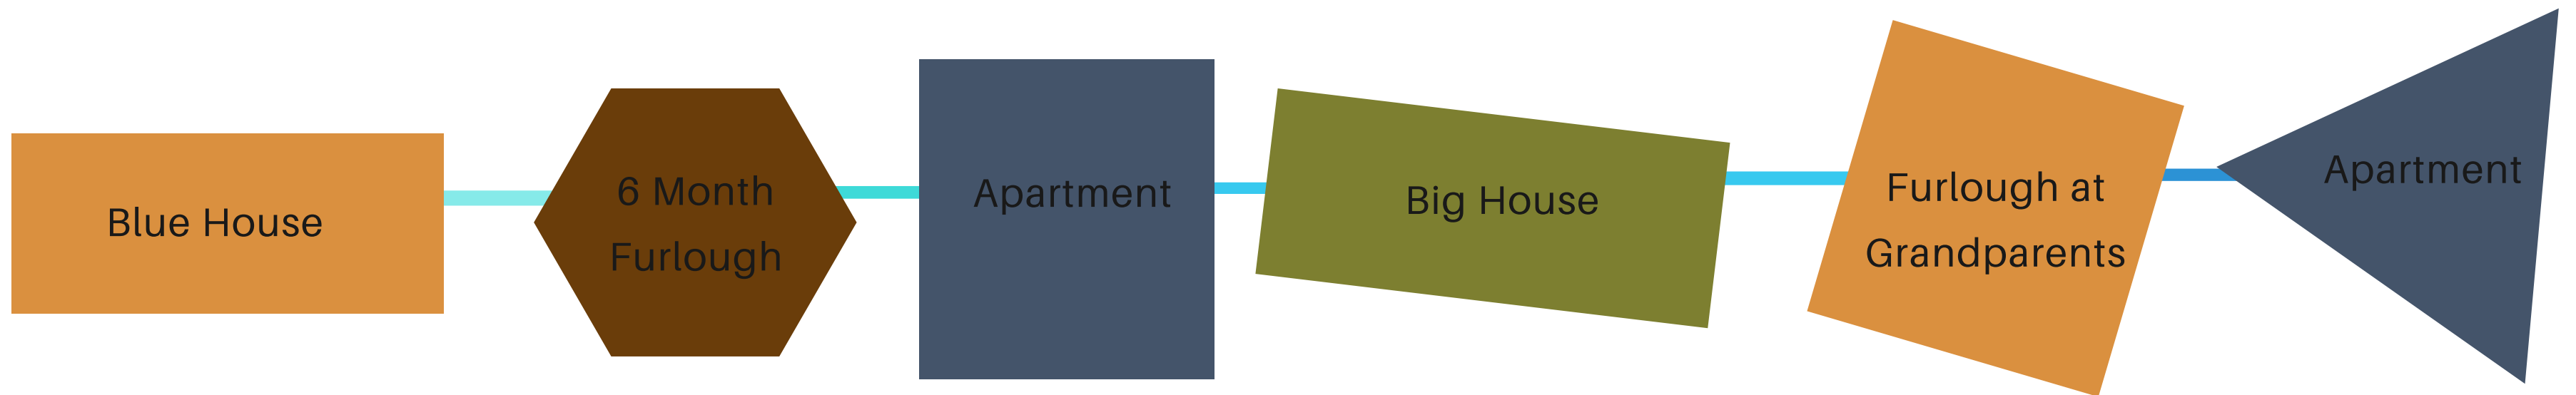 Blue House
6 Month
Furlough
Apartment
Big House
Furlough at
Grandparents
Apartment